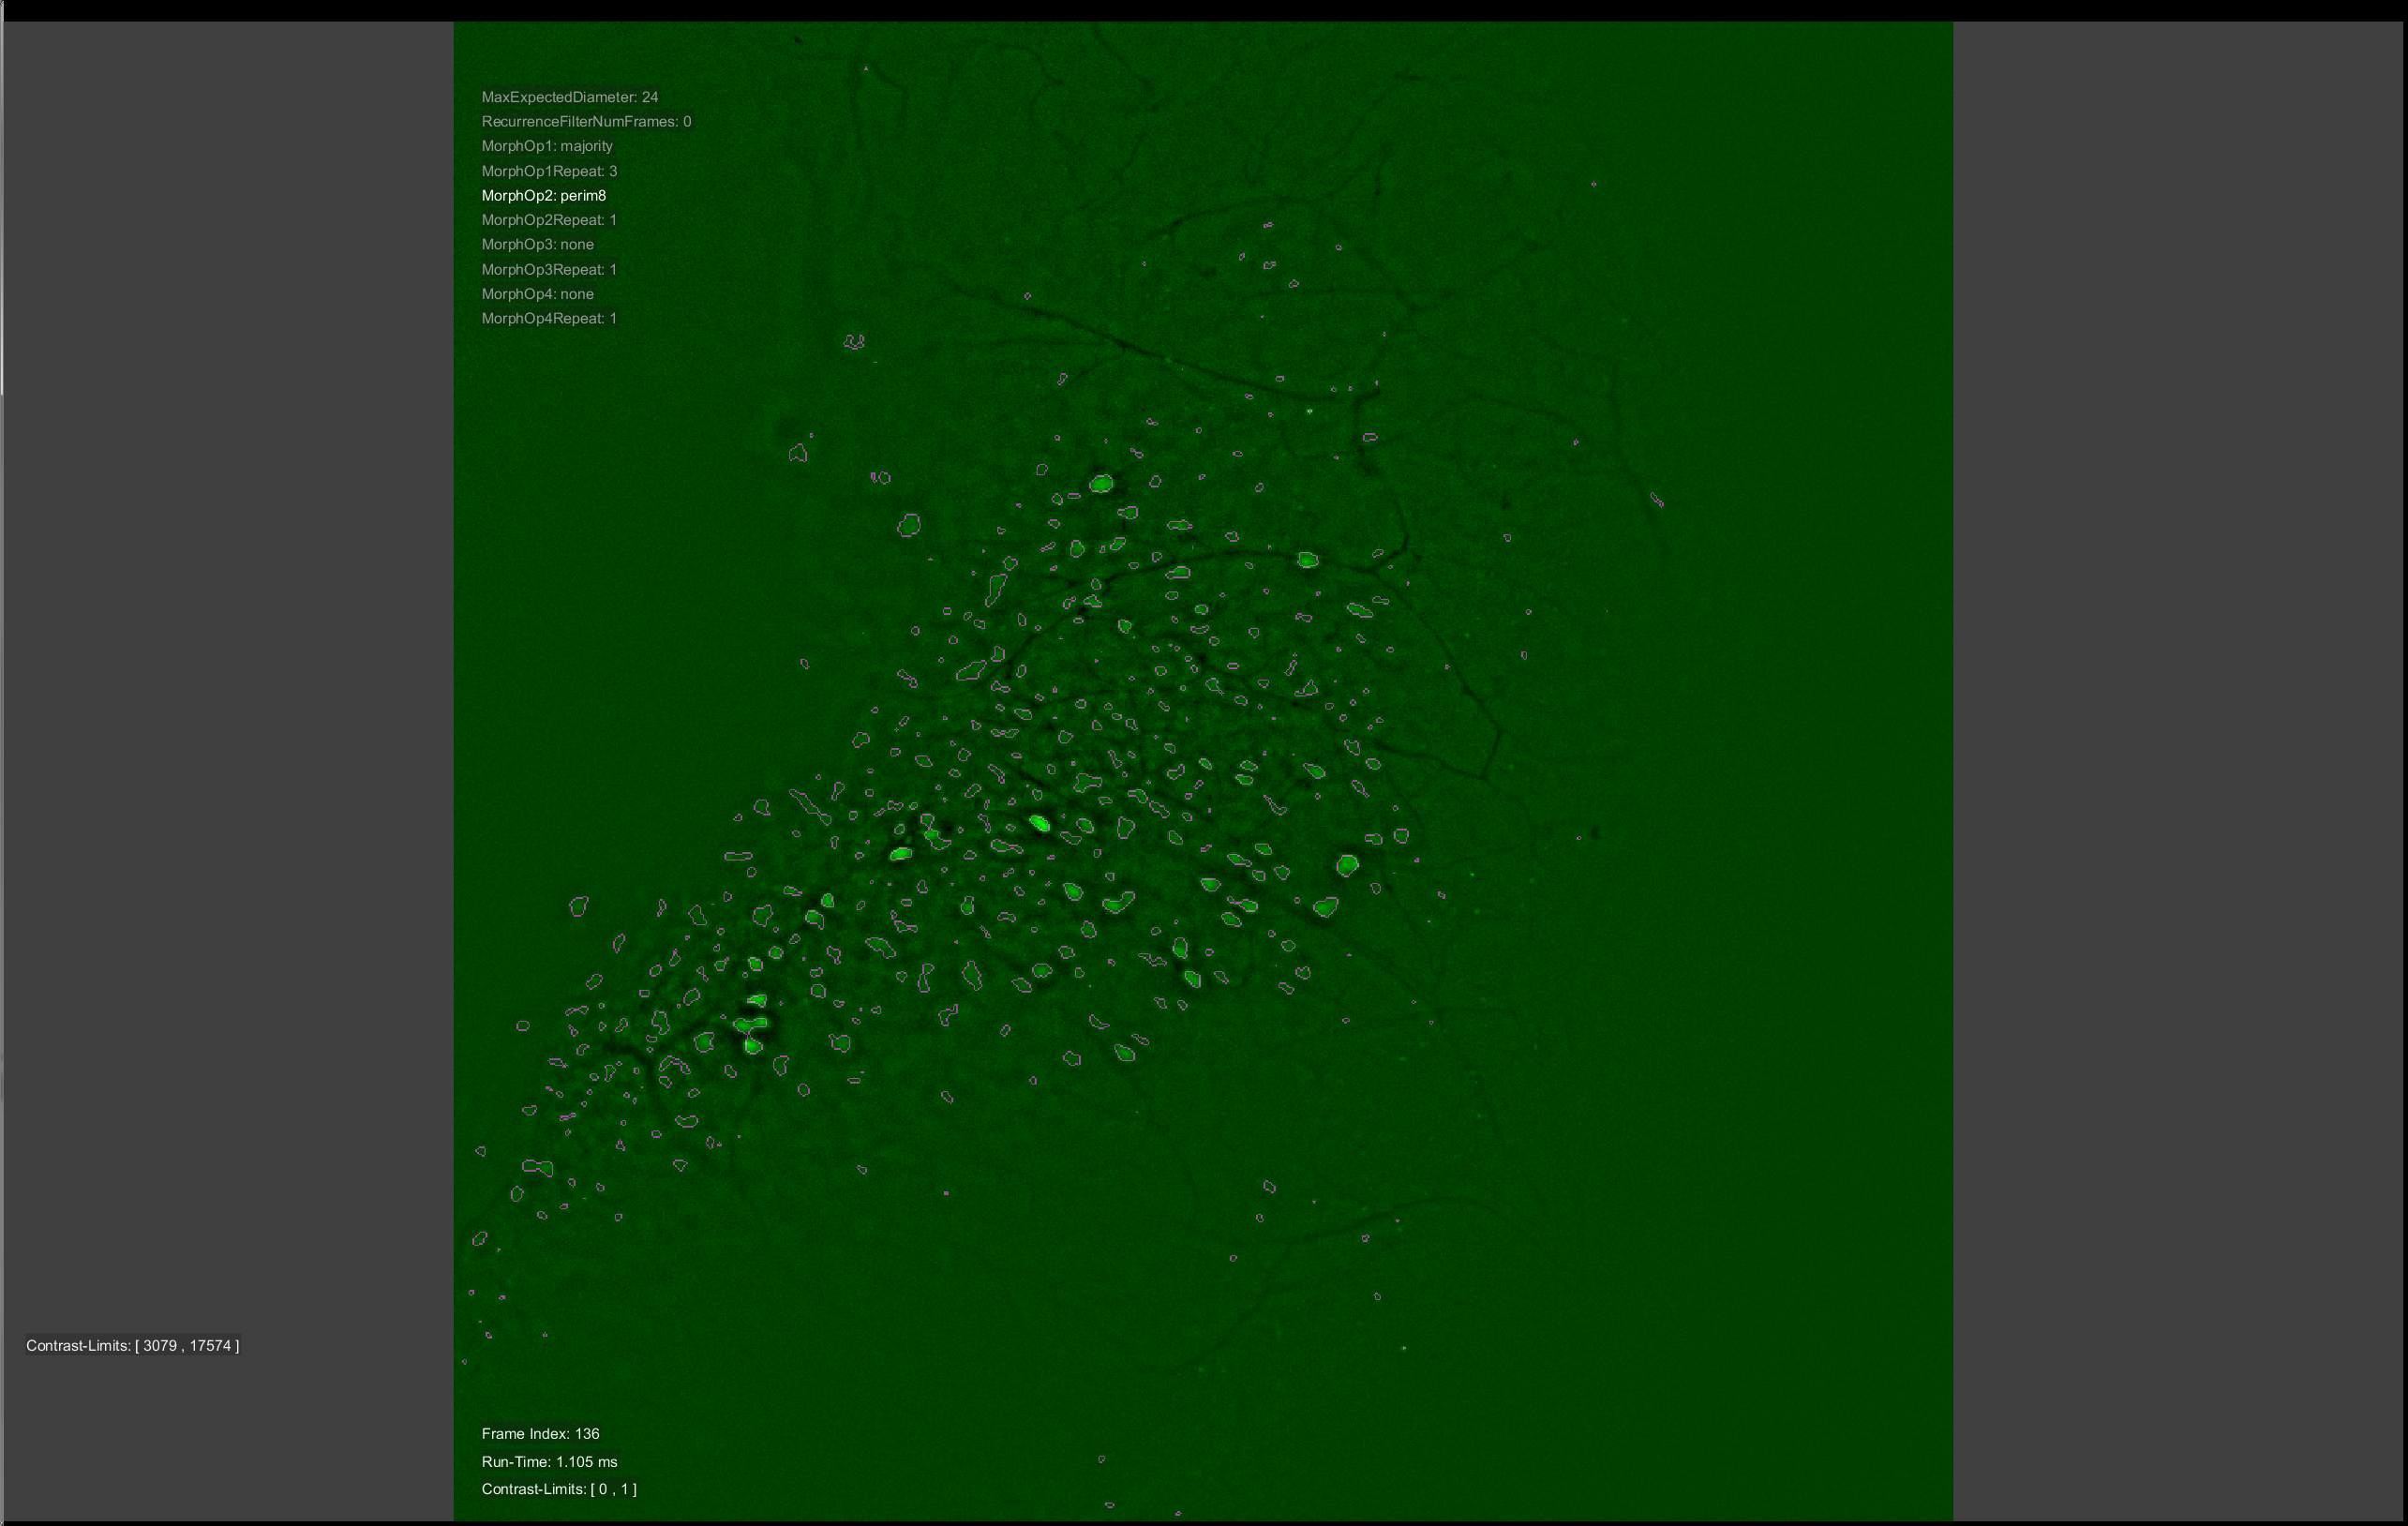 MaxExpectedDiameter: 24
RecurrenceFilterNumFrames: 0
MorphOp1: majority
MorphOp1Repeat: 3
MorphOp2: perim8
MorphOp2Repeat: 1
MorphOp3: none
MorphOp3Repeat: 1
MorphOp4: none
MorphOp4Repeat: 1
Contrast-Limits: [ 3079 , 17574 ]
Frame Index: 136
Run-Time: 1.105 ms
Contrast-Limits: [ 0 , 1 ]